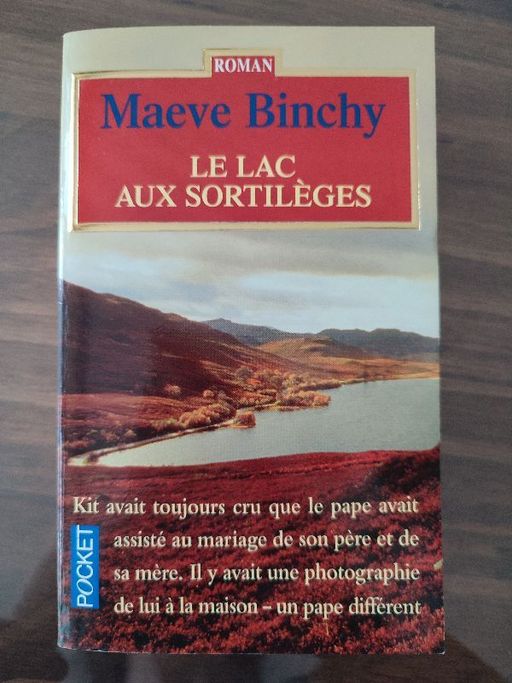 ROMAN
Maeve Binchy
LE LAC
AUX SORTILÈGES
Kit avait toujours cru que le pape avait
assisté au mariage de son père et de
sa mère. Il y avait une photographie
de lui à la maison – un pape différent
POCKET